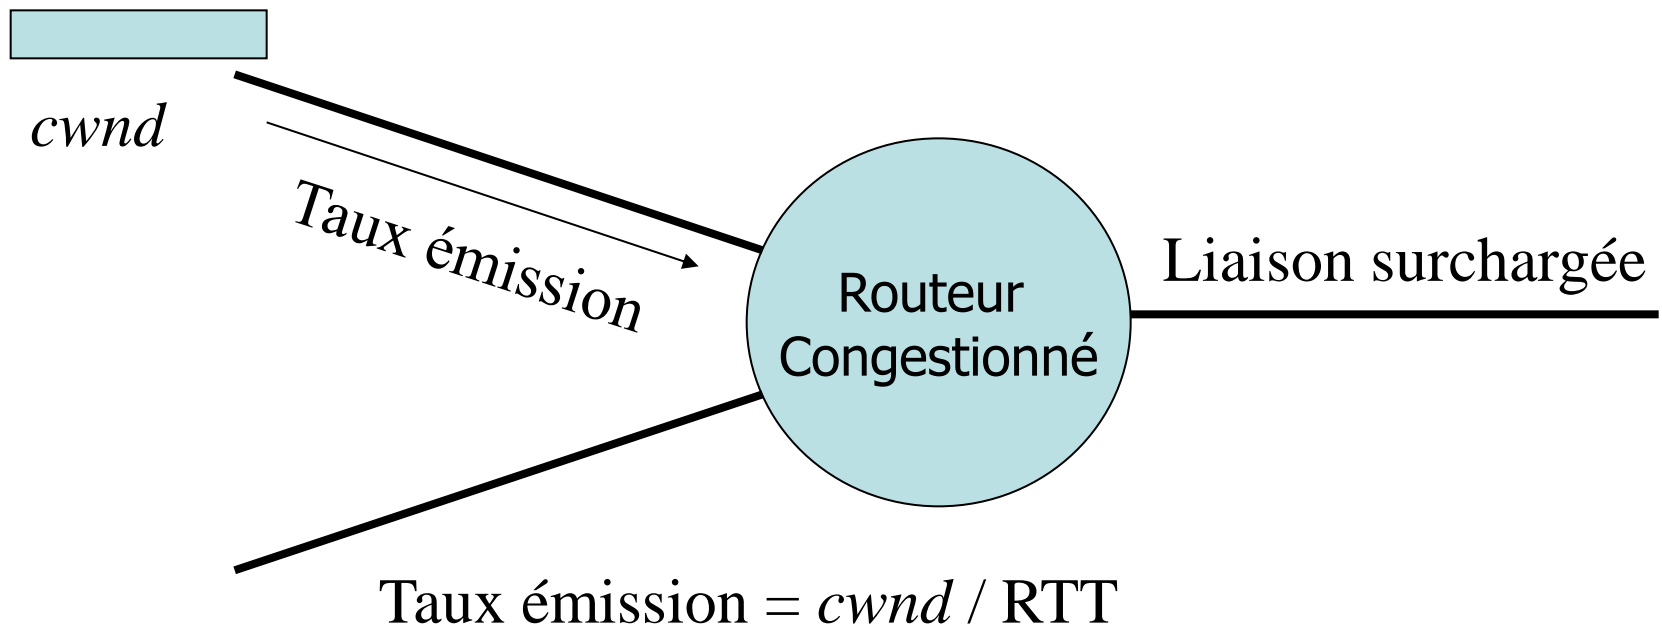 cwnd
Taux émission
Routeur
Congestionné
Liaison surchargée
Taux émission = cwnd / RTT